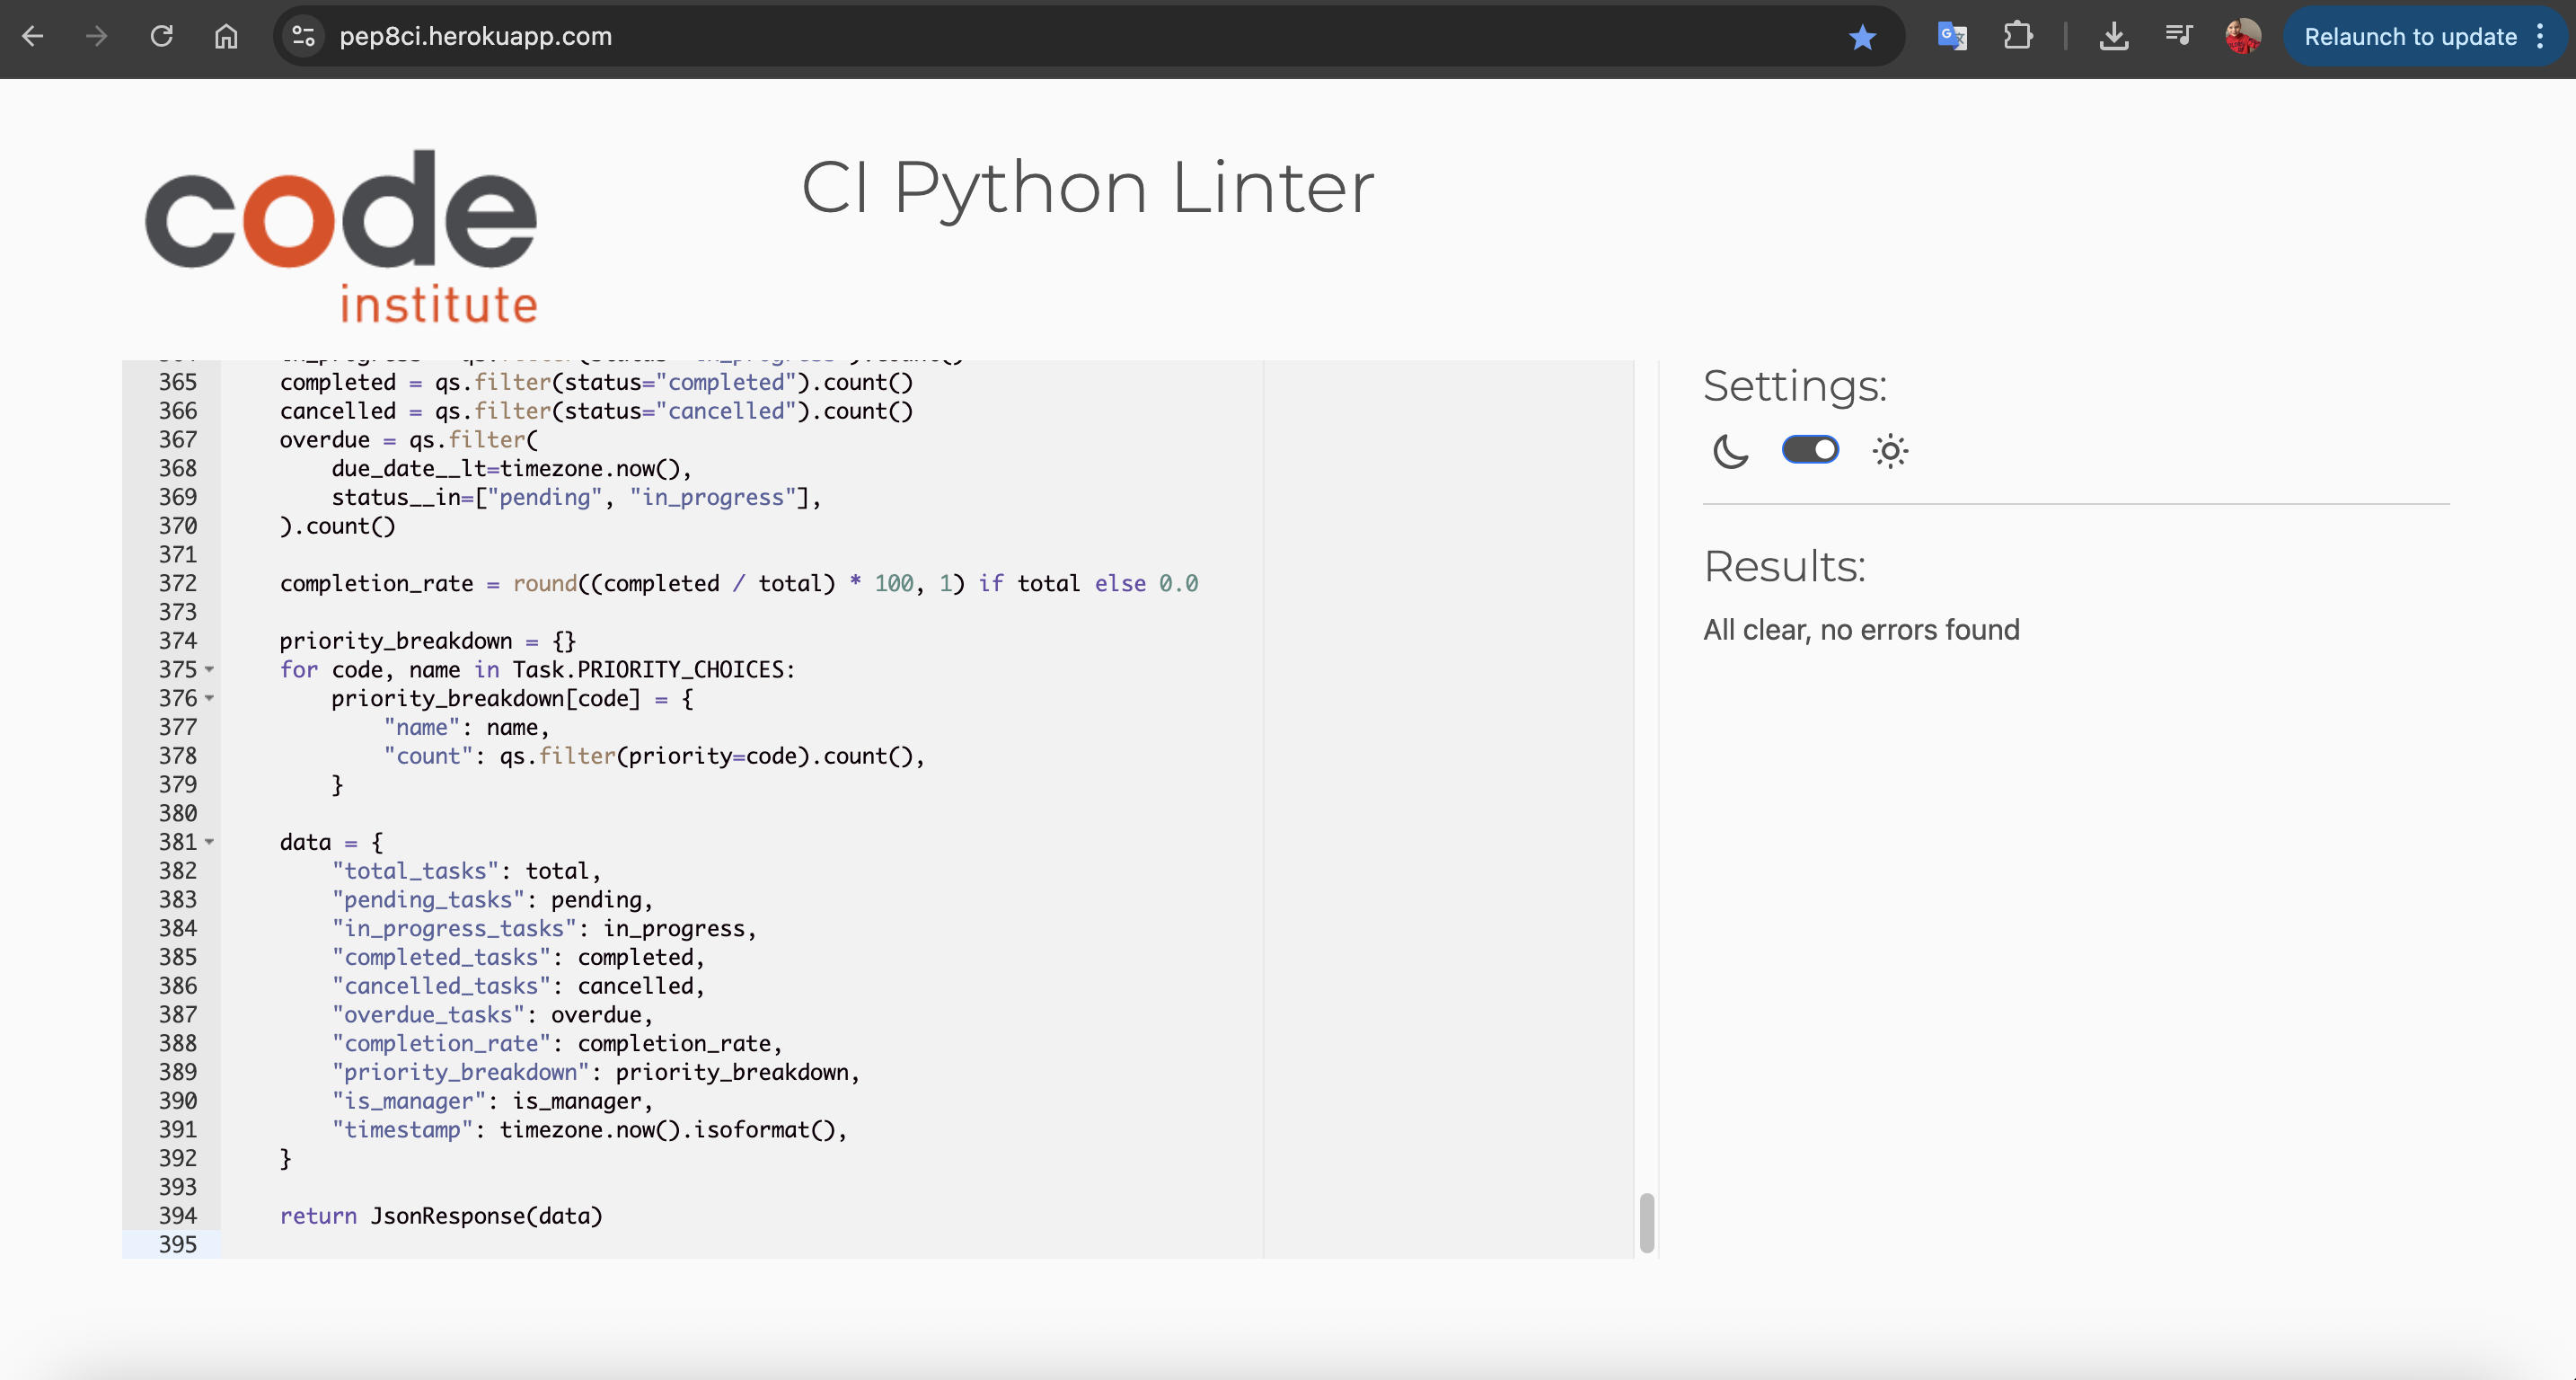 pep8ci.herokuapp.com
Relaunch to update
code
institute
CI Python Linter
365 completed = qs.filter(status="completed").count()
366 cancelled = qs.filter(status="cancelled").count()
367 overdue = qs.filter(
368 due_date__lt=timezone.now(),
369 status__in=["pending", "in_progress"],
370 ).count()
371
372 completion_rate = round((completed / total) * 100, 1) if total else 0.0
373
374 priority_breakdown = {}
375 for code, name in Task.PRIORITY_CHOICES:
376 priority_breakdown[code] = {
377 "name": name,
378 "count": qs.filter(priority=code).count(),
379 }
380
381 data = {
382 "total_tasks": total,
383 "pending_tasks": pending,
384 "in_progress_tasks": in_progress,
385 "completed_tasks": completed,
386 "cancelled_tasks": cancelled,
387 "overdue_tasks": overdue,
388 "completion_rate": completion_rate,
389 "priority_breakdown": priority_breakdown,
390 "is_manager": is_manager,
391 "timestamp": timezone.now().isoformat(),
392 }
393
394 return JsonResponse(data)
395
Settings:
Results:
All clear, no errors found